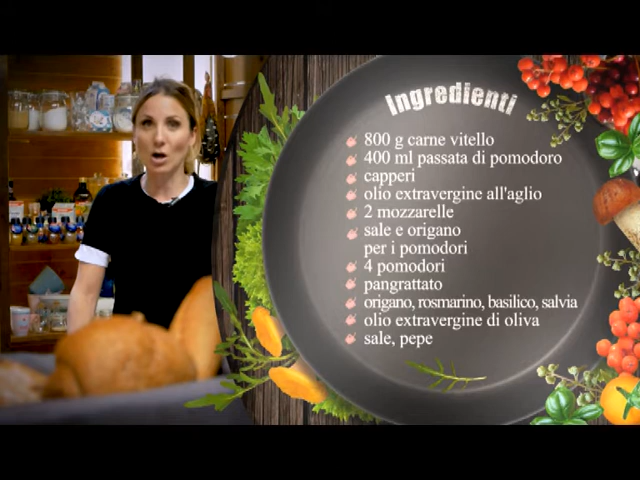 Ingredienti
800 g carne vitello
400 ml passata di pomodoro
capperi
olio extravergine all'aglio
2 mozzarelle
sale e origano
per i pomodori
4 pomodori
pangrattato
origano, rosmarino, basilico, salvia
olio extravergine di oliva
sale, pepe